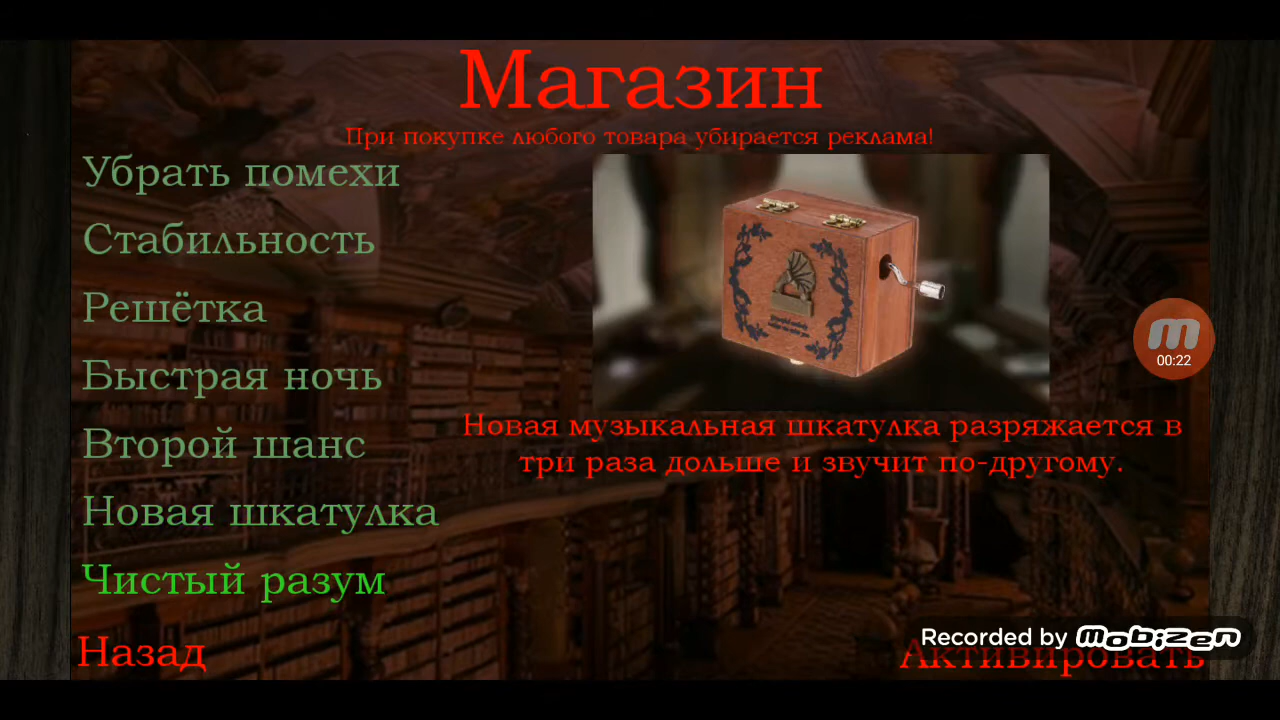 Магазин
При покупке любого товара убирается реклама!
Убрать помехи
Стабильность
Решётка
Быстрая ночь
Второй шанс
Новая шкатулка
Чистый разум
Новая музыкальная шкатулка разряжается в
три раза дольше и звучит по-другому.
00:22
Назад
Активировать
Recorded by mobizen